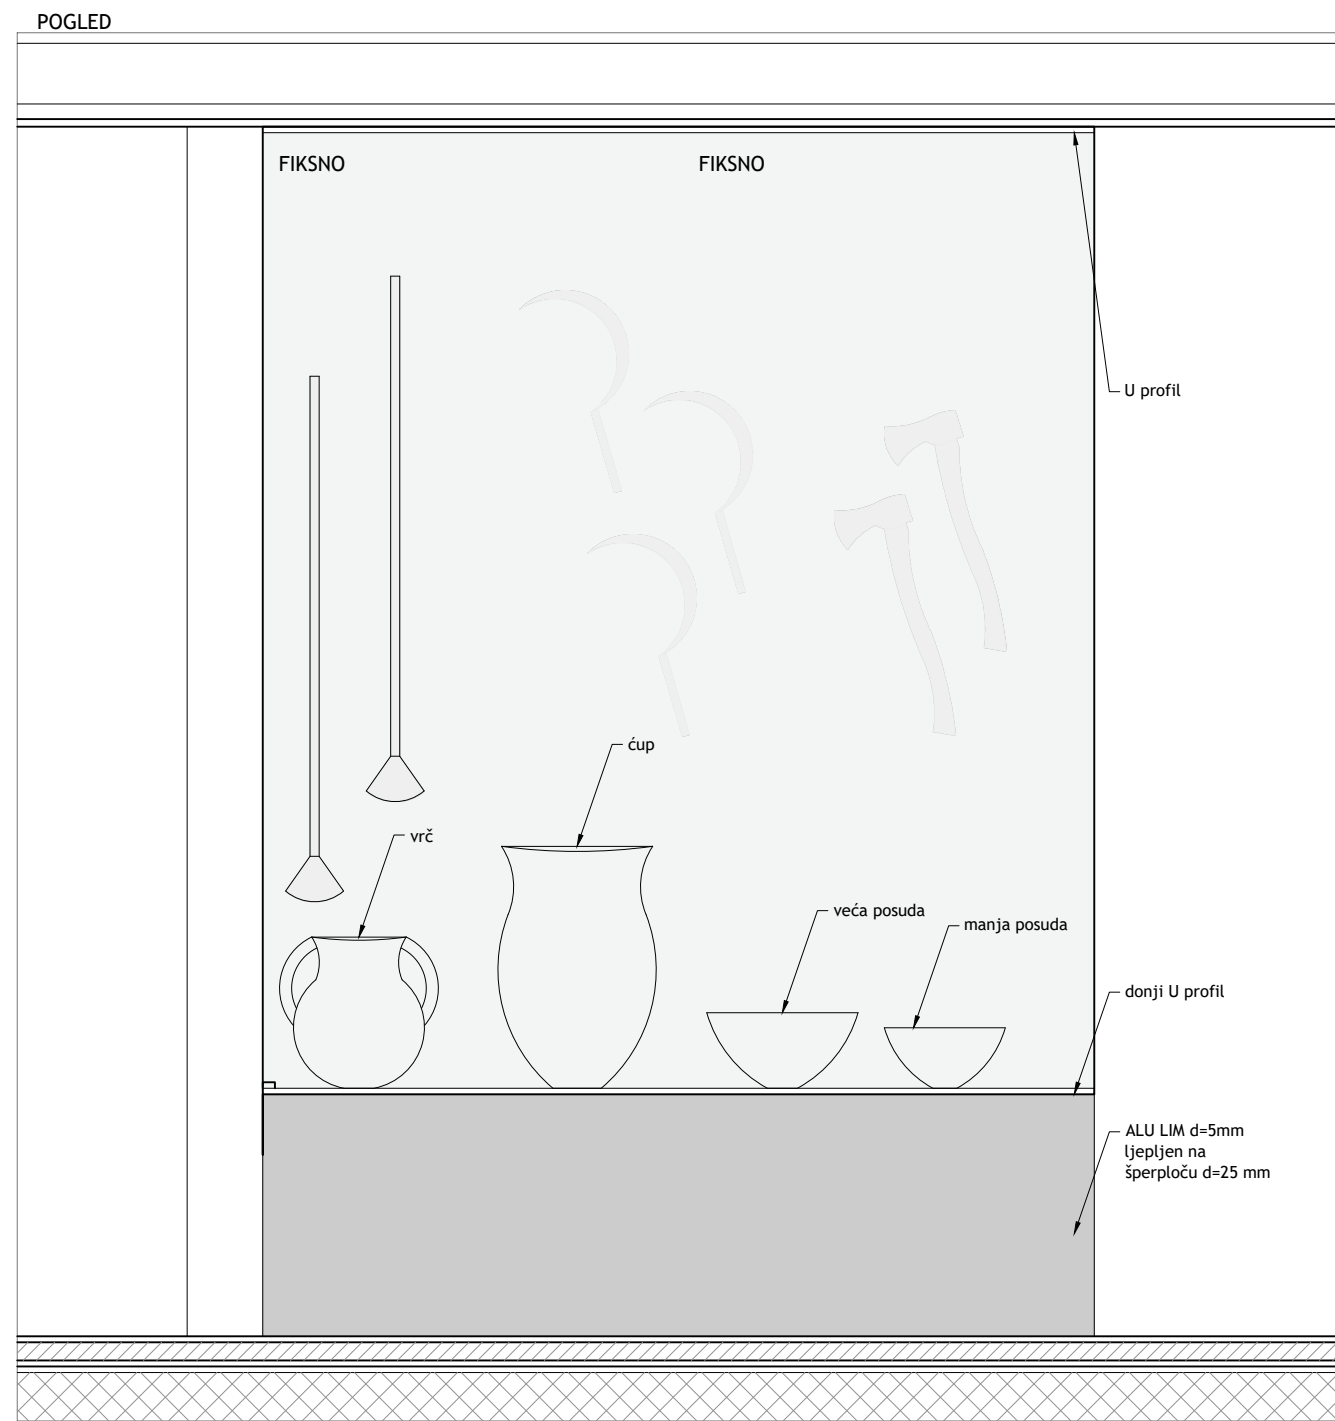 POGLED
FIKSNO
FIKSNO
U profil
ćup
vrč
veća posuda
manja posuda
donji U profil
ALU LIM d=5mm
ljepljen na
šperploču d=25 mm